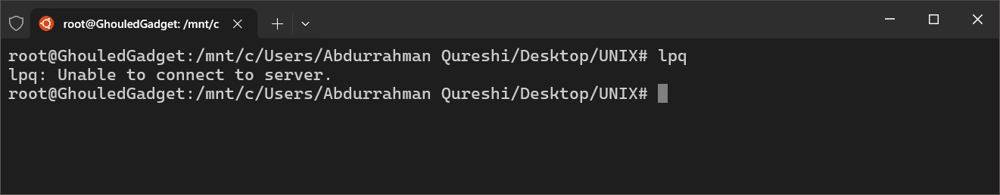 root@GhouledGadget: /mnt/c
root@GhouledGadget:/mnt/c/Users/Abdurrahman Qureshi/Desktop/UNIX# lpq
lpq: Unable to connect to server.
root@GhouledGadget:/mnt/c/Users/Abdurrahman Qureshi/Desktop/UNIX#